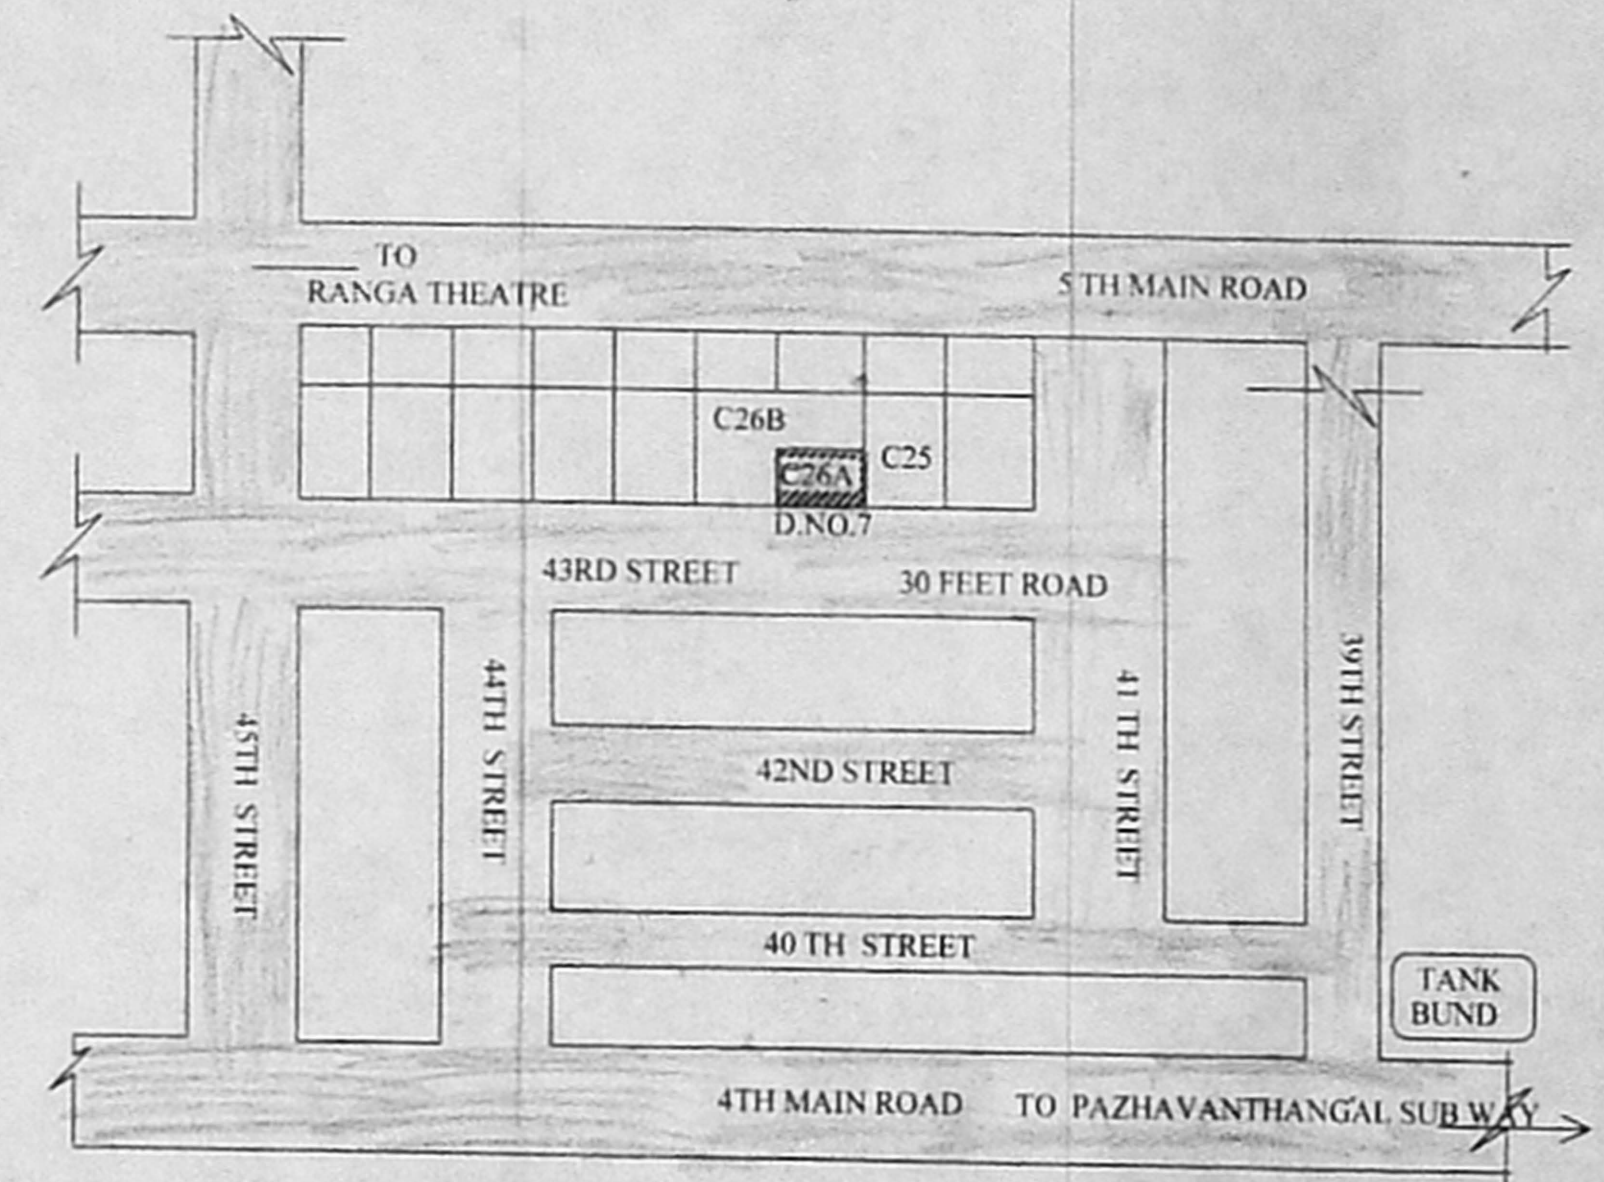 TO
RANGA THEATRE
5 TH MAIN ROAD
C26B
C25
C26A
D.NO.7
43RD STREET
30 FEET ROAD
44TH STREET
41 TH STREET
39TH STREET
45TH STREET
42ND STREET
40 TH STREET
TANK
BUND
4TH MAIN ROAD TO PAZHAVANTHANGAL SUB WAY